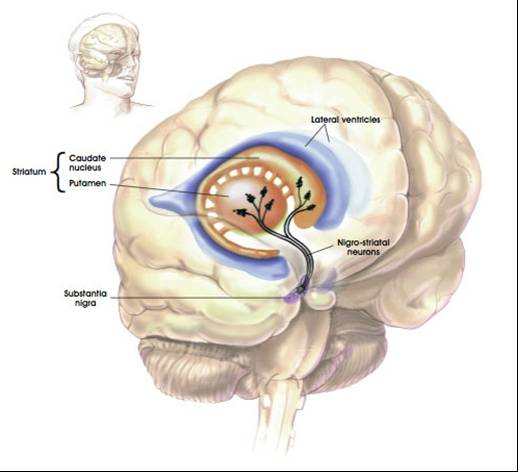 Lateral ventricles
Striatum
Caudate
nucleus
Putamen
Nigro-striatal
neurons
Substantia
nigra